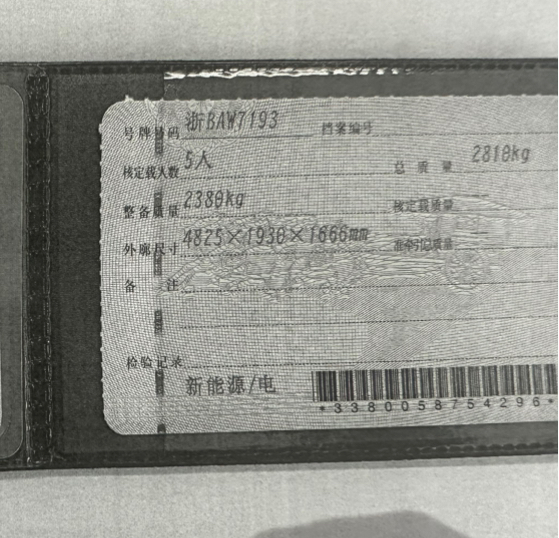 号牌号码 浙BAW7193 档案编号
核定载人数 5人 总质量 2810kg
整备质量 2380kg 核定载质量
外廓尺寸 4825×1930×1666mm 准牵引总质量
备注
检验记录
新能源/电
*3380058754296*